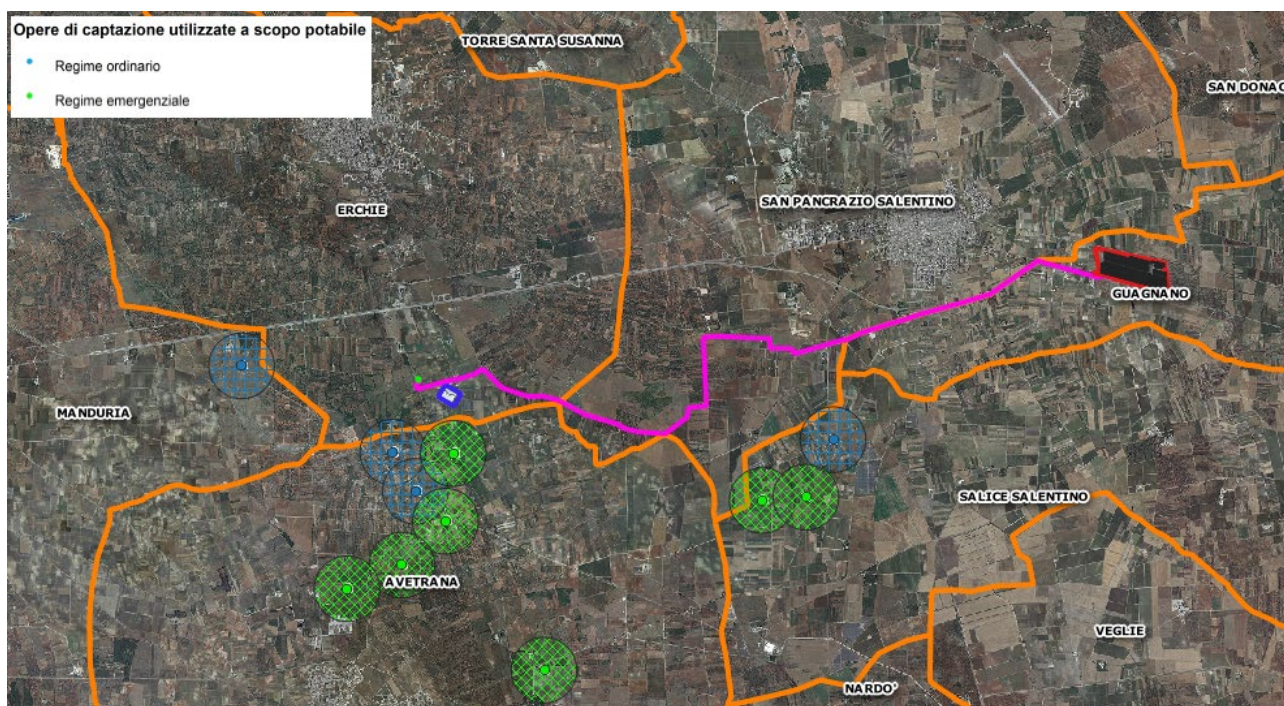 Opere di captazione utilizzate a scopo potabile
Regime ordinario
Regime emergenziale
TORRE SANTA SUSANNA
SAN DONAC
ERCHIE
SAN PANCRAZIO SALENTINO
GUAGNANO
MANDURIA
SALICE SALENTINO
AVETRANA
VEGLIE
NARDO'